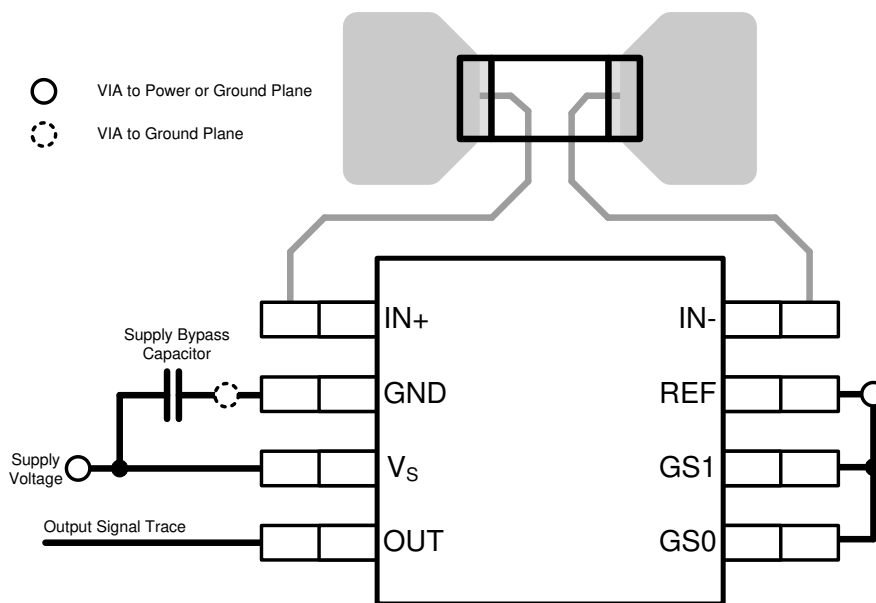 VIA to Power or Ground Plane
VIA to Ground Plane
IN+
IN-
Supply Bypass
Capacitor
GND
REF
Supply
Voltage
VS
GS1
Output Signal Trace
OUT
GS0